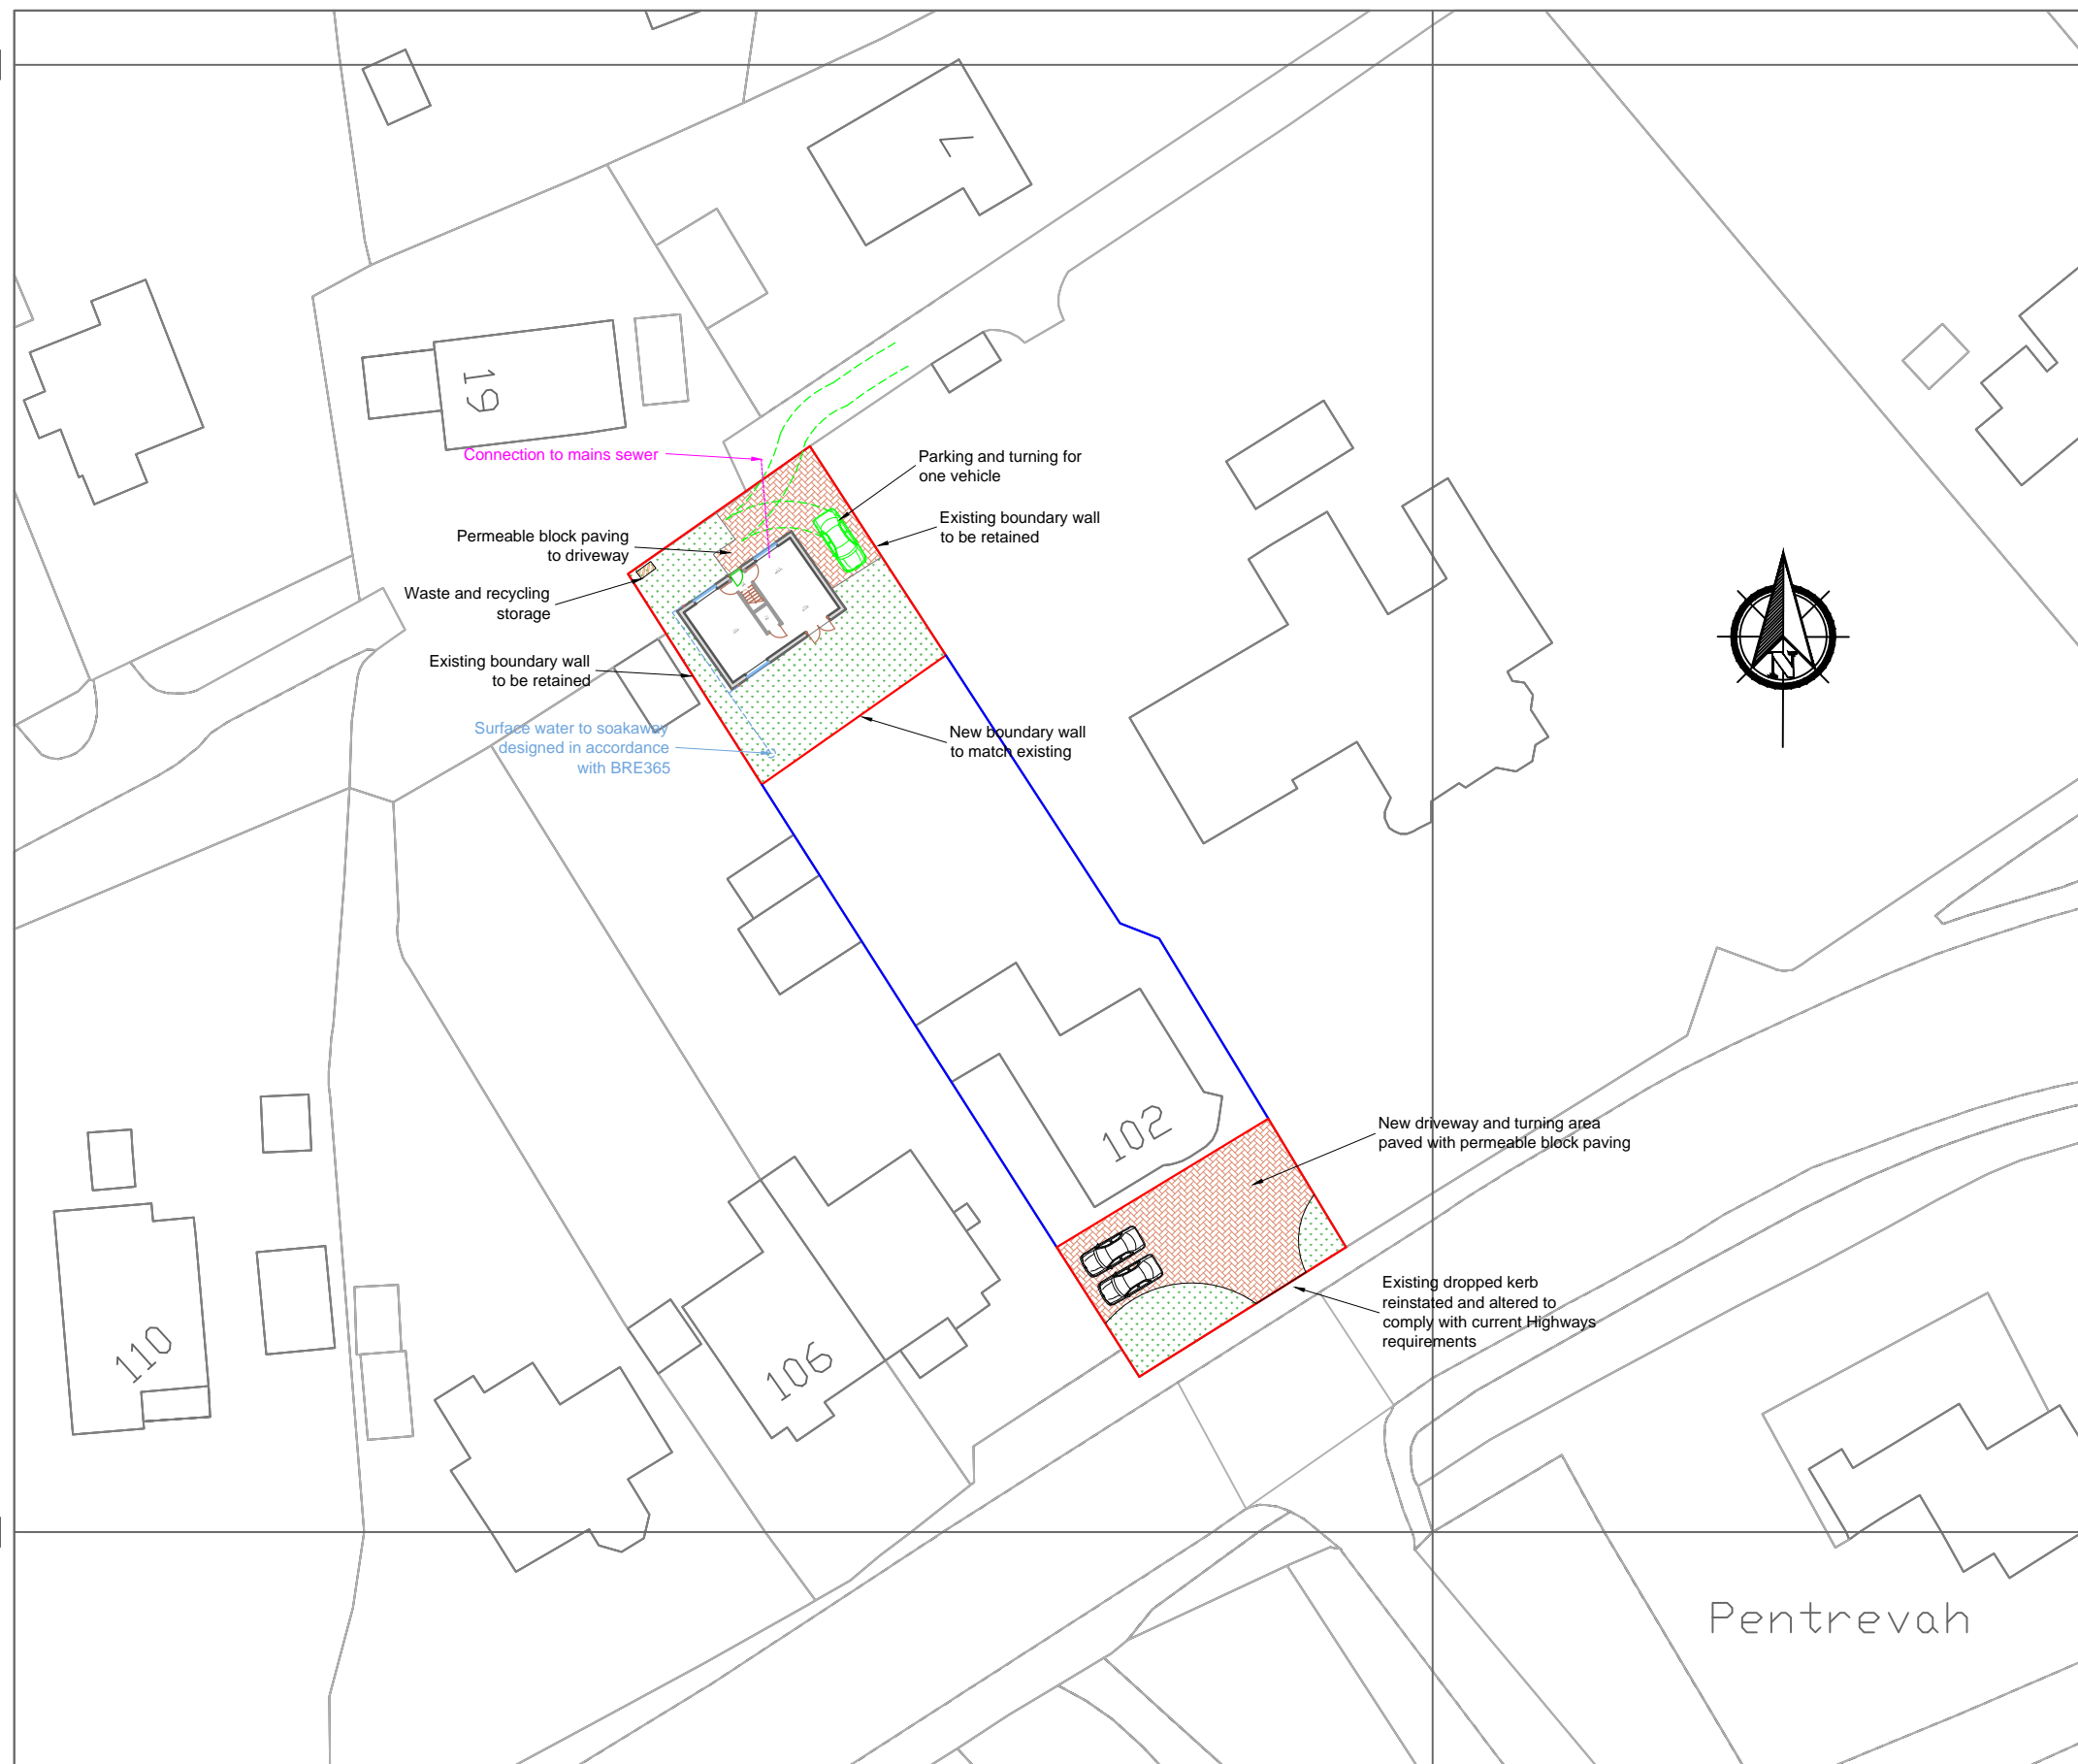 7
19
Connection to mains sewer
Parking and turning for
one vehicle
Existing boundary wall
to be retained
Permeable block paving
to driveway
Waste and recycling
storage
Existing boundary wall
to be retained
Surface water to soakaway
designed in accordance
with BRE365
New boundary wall
to match existing
N
102
New driveway and turning area
paved with permeable block paving
Existing dropped kerb
reinstated and altered to
comply with current Highways
requirements
110
106
Pentrevah